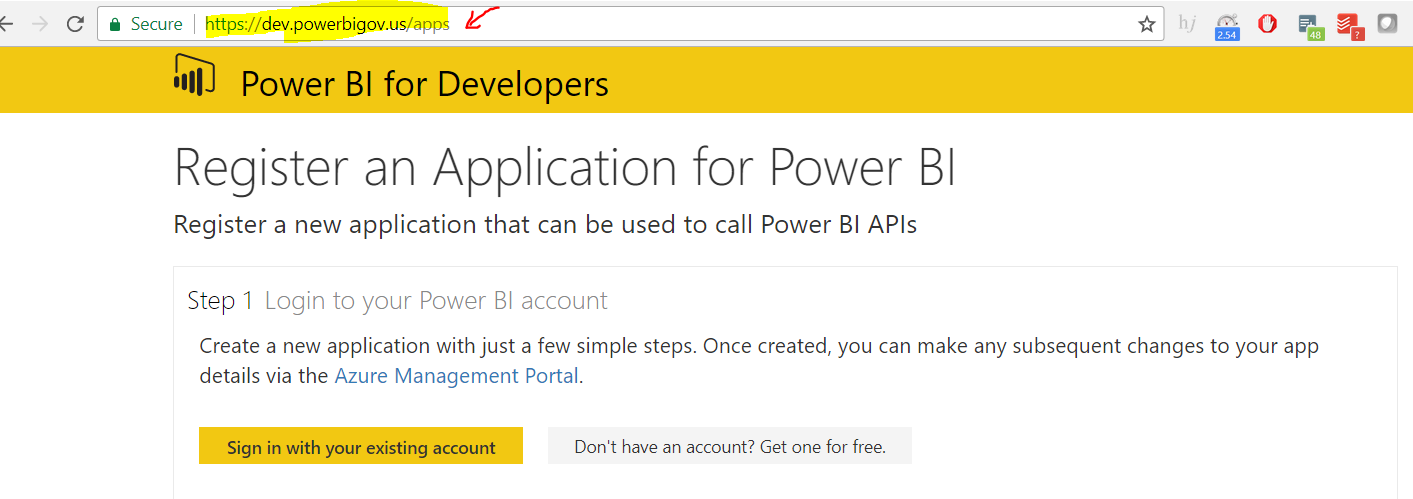 Secure | https://dev.powerbigov.us/apps
hj
2.54
48
?
Power BI for Developers
Register an Application for Power BI
Register a new application that can be used to call Power BI APIs
Step 1 Login to your Power BI account
Create a new application with just a few simple steps. Once created, you can make any subsequent changes to your app
details via the Azure Management Portal.
Sign in with your existing account
Don't have an account? Get one for free.